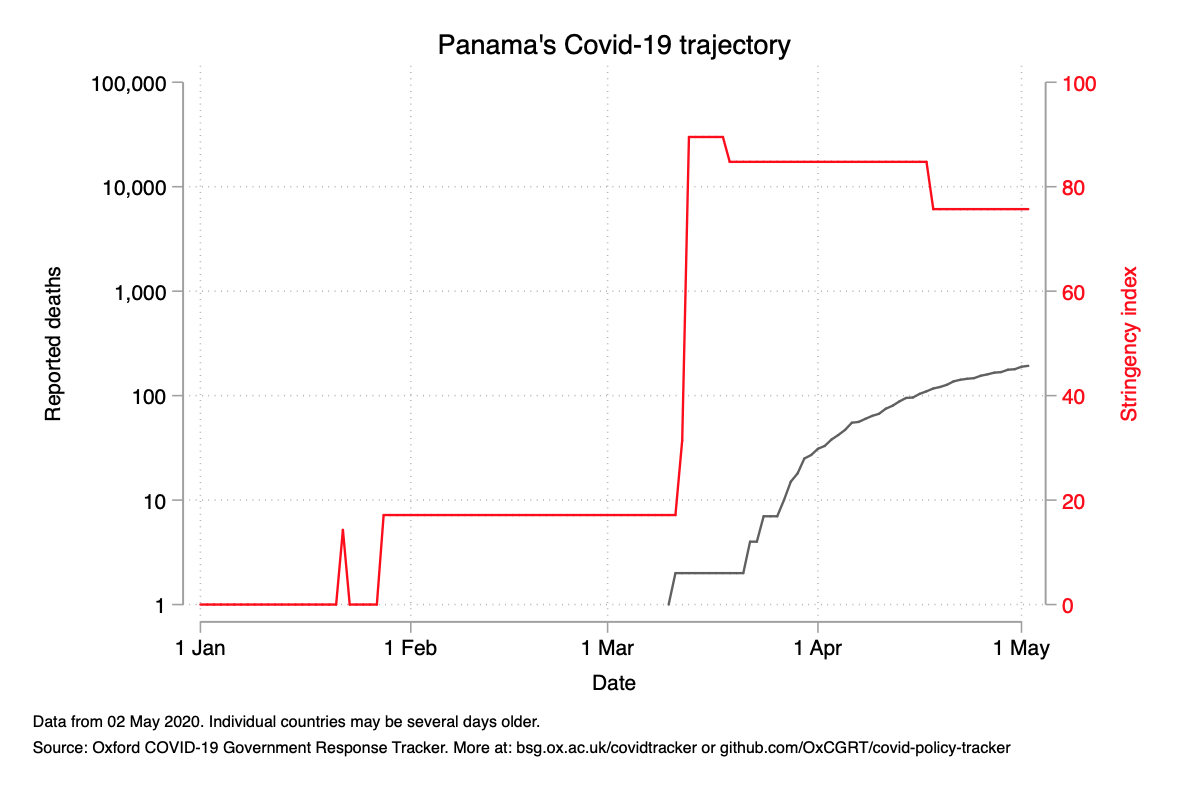 Panama's Covid-19 trajectory
100,000
10,000
1,000
100
10
1
Reported deaths
100
80
60
40
20
0
Stringency index
1 Jan
1 Feb
1 Mar
1 Apr
1 May
Date
Data from 02 May 2020. Individual countries may be several days older.
Source: Oxford COVID-19 Government Response Tracker. More at: bsg.ox.ac.uk/covidtracker or github.com/OxCGRT/covid-policy-tracker